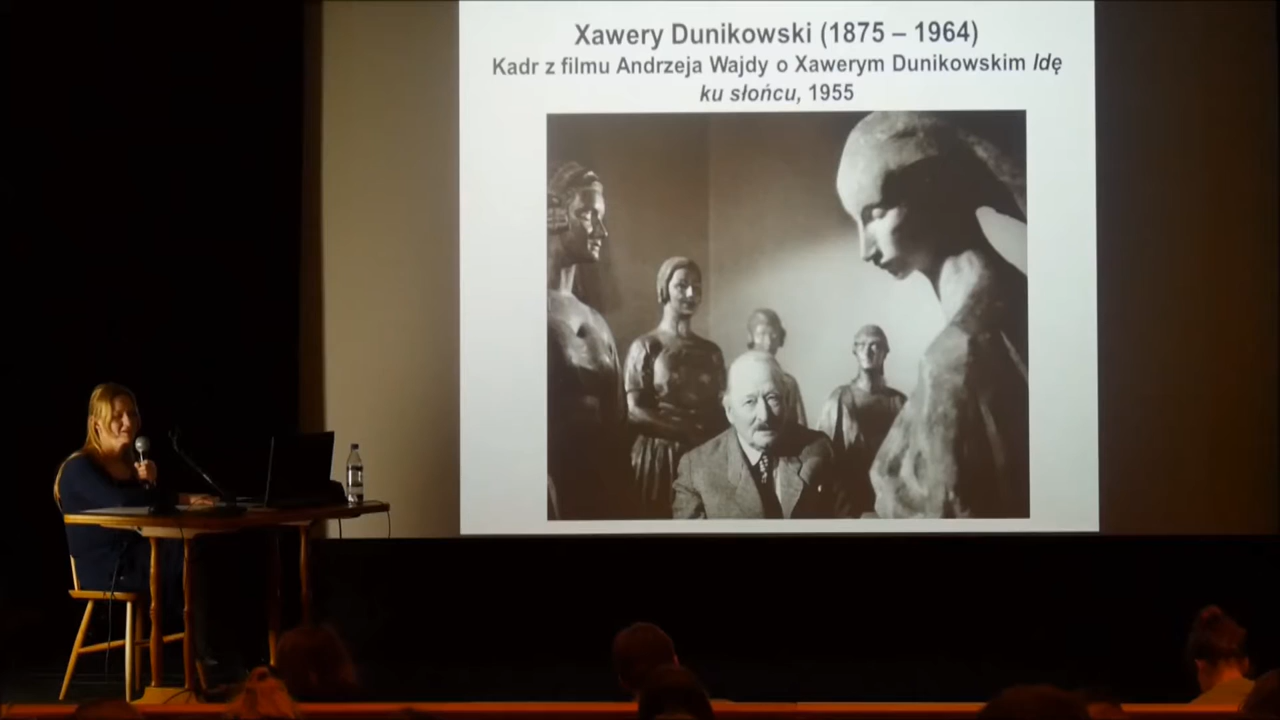 Xawery Dunikowski (1875 – 1964)
Kadr z filmu Andrzeja Wajdy o Xawerym Dunikowskim Idę
ku słońcu, 1955